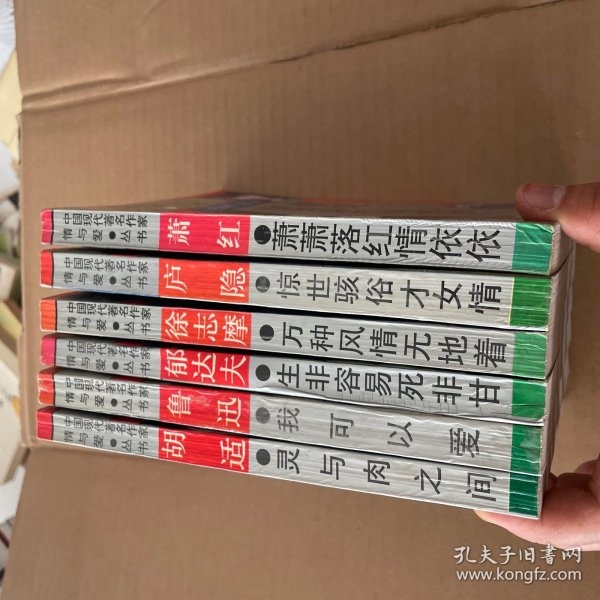 中国现代著名作家
情与爱●丛书
萧红
●萧萧落红情依依
中国现代著名作家
情与爱●丛书
庐隐
●惊世骇俗才女情
中国现代著名作家
情与爱●丛书
徐志摩
●万种风情无地着
中国现代著名作家
情与爱●丛书
郁达夫
●生非容易死非甘
中国现代著名作家
情与爱●丛书
鲁迅
●我可以爱
中国现代著名作家
情与爱●丛书
胡适
●灵与肉之间
孔夫子旧书网
www.kongfz.com